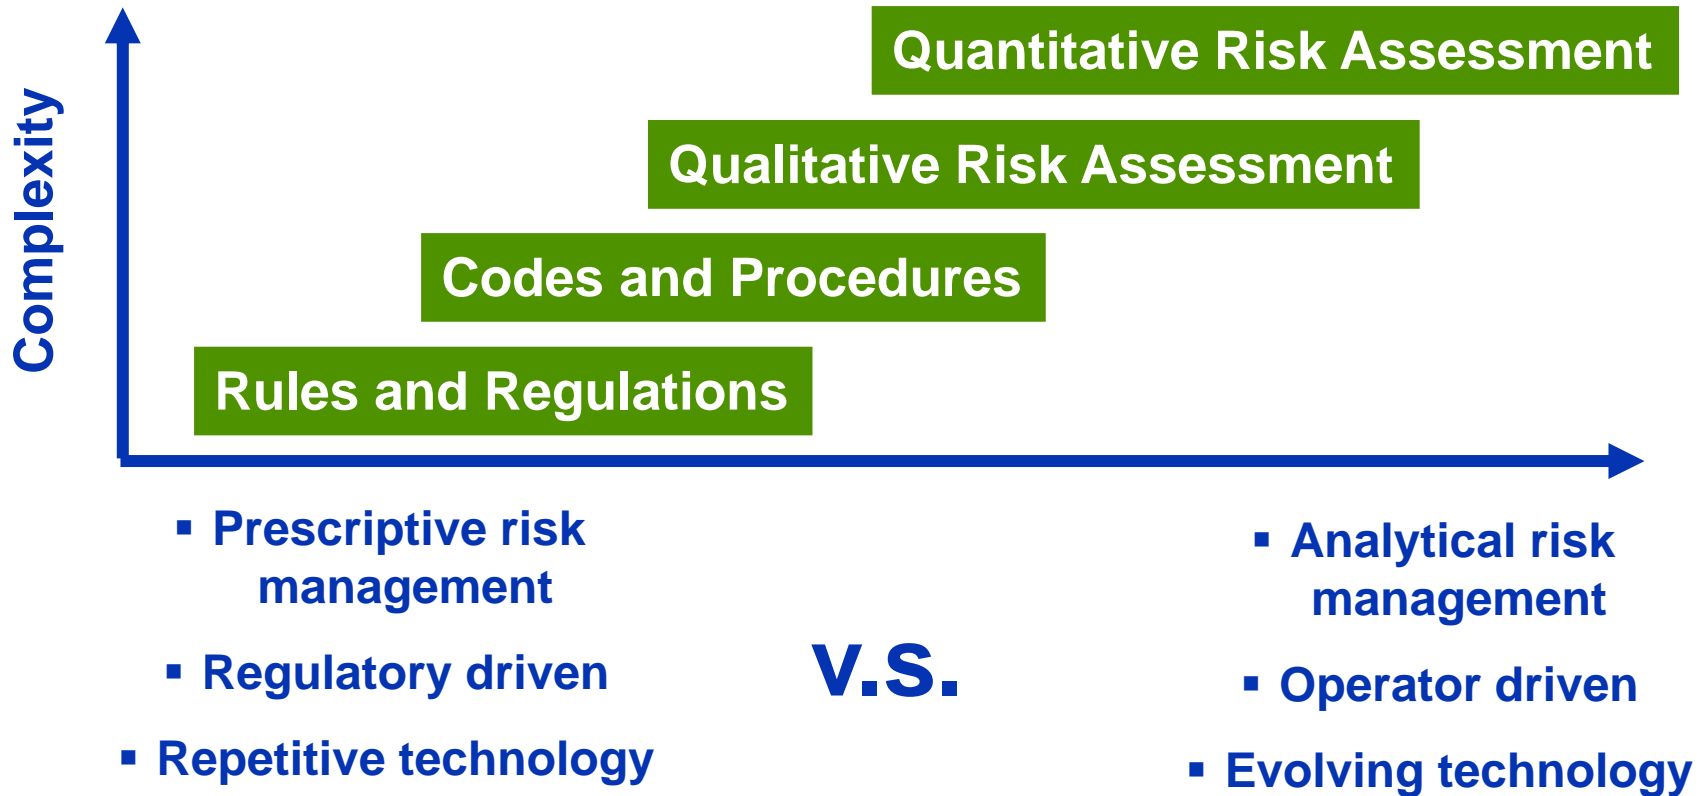 Complexity
Quantitative Risk Assessment
Qualitative Risk Assessment
Codes and Procedures
Rules and Regulations
▪ Prescriptive risk
management
▪ Regulatory driven
▪ Repetitive technology
v.s.
▪ Analytical risk
management
▪ Operator driven
▪ Evolving technology